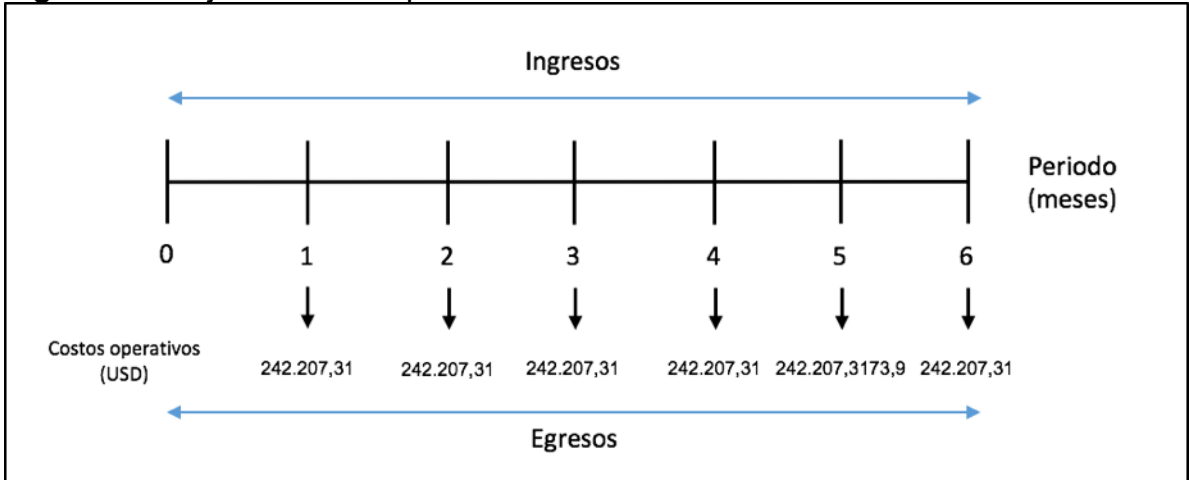 Ingresos
Periodo
(meses)
0 1 2 3 4 5 6
Costos operativos
(USD)
242.207,31 242.207,31 242.207,31 242.207,31 242.207,3173,9 242.207,31
Egresos